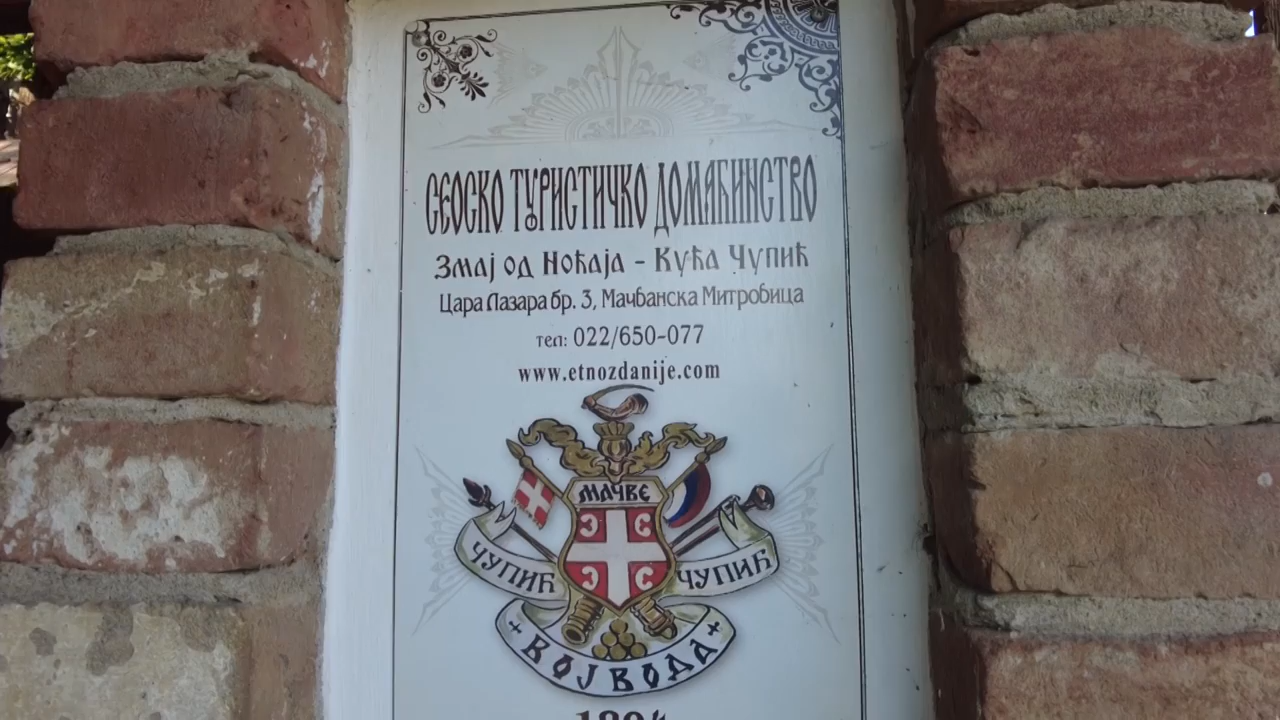 СЕОСКО ТУРИСТИЧКО ДОМАЋИНСТВО
Змај од Ноћаја - Кућа Чупић
Цара Лазара бр. 3, Мачванска Митровица
тел: 022/650-077
www.etnozdanije.com
МАЧВЕ
ЧУПИЋ ЧУПИЋ
+ ВОЈВОДА +